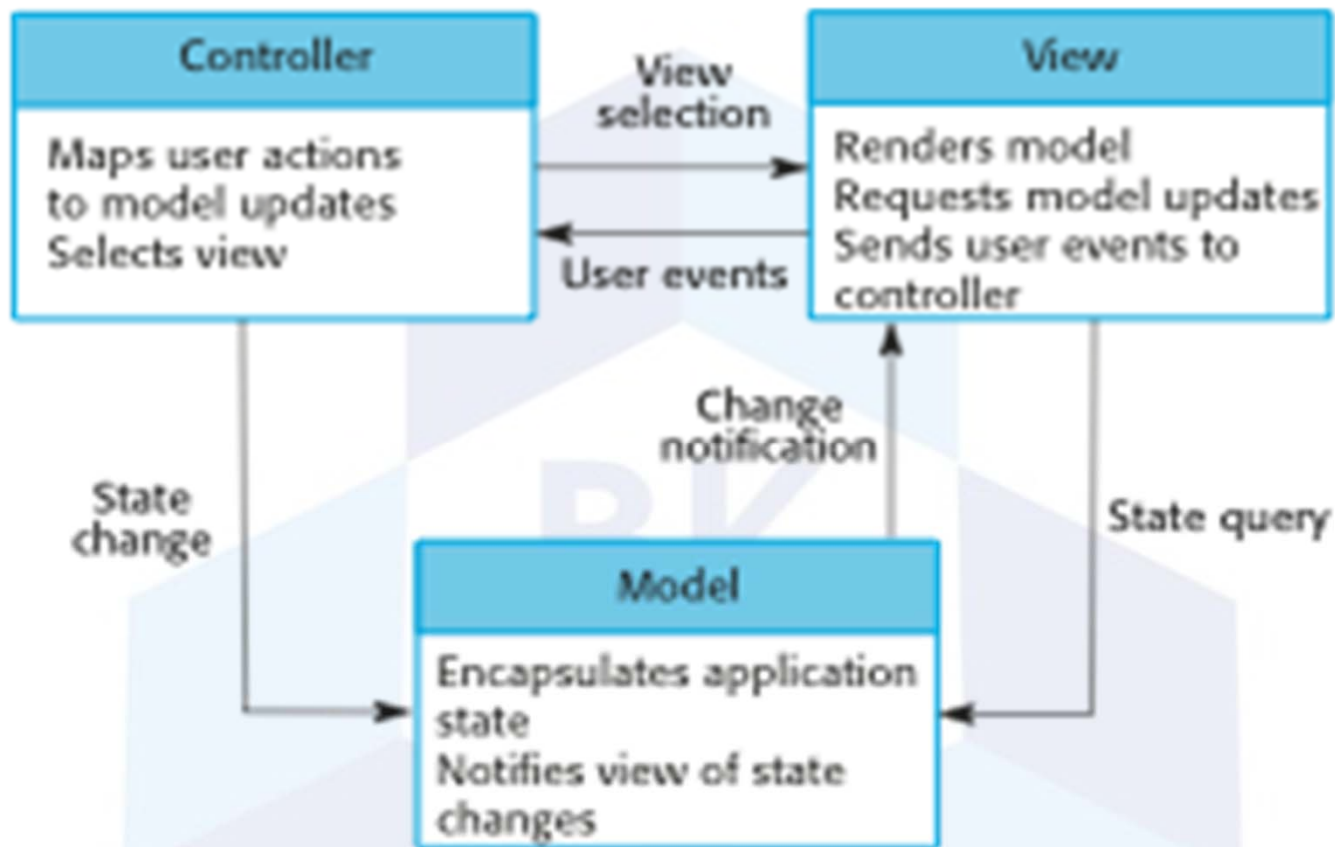 Controller
Maps user actions
to model updates
Selects view
View
selection
User events
View
Renders model
Requests model updates
Sends user events to
controller
State
change
Change
notification
State query
Model
Encapsulates application
state
Notifies view of state
changes
BK